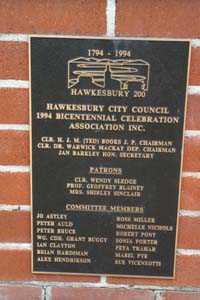 1794 - 1994
HAWKESBURY 200
HAWKESBURY CITY COUNCIL
1994 BICENTENNIAL CELEBRATION
ASSOCIATION INC.
CLR. H. J. M. (TED) BOOKS J. P. CHAIRMAN
CLR. DR. WARWICK MACKAY DEP. CHAIRMAN
JAN BARKLEY HON. SECRETARY
PATRONS
CLR. WENDY SLEDGE
PROF. GEOFFREY BLAINEY
MRS. SHIRLEY SINCLAIR
COMMITTEE MEMBERS
JO ASTLEY
PETER AULD
PETER BRUCE
WG. CDR. GRANT BUGGY
IAN CLAYTON
BRIAN HARDIMAN
ALEX HENDRIKSON
ROSS MILLER
MICHELLE NICHOLS
ROBERT PONT
SONIA PORTER
PETA TRAHAR
MABEL PYE
SUE VICENZOTTI